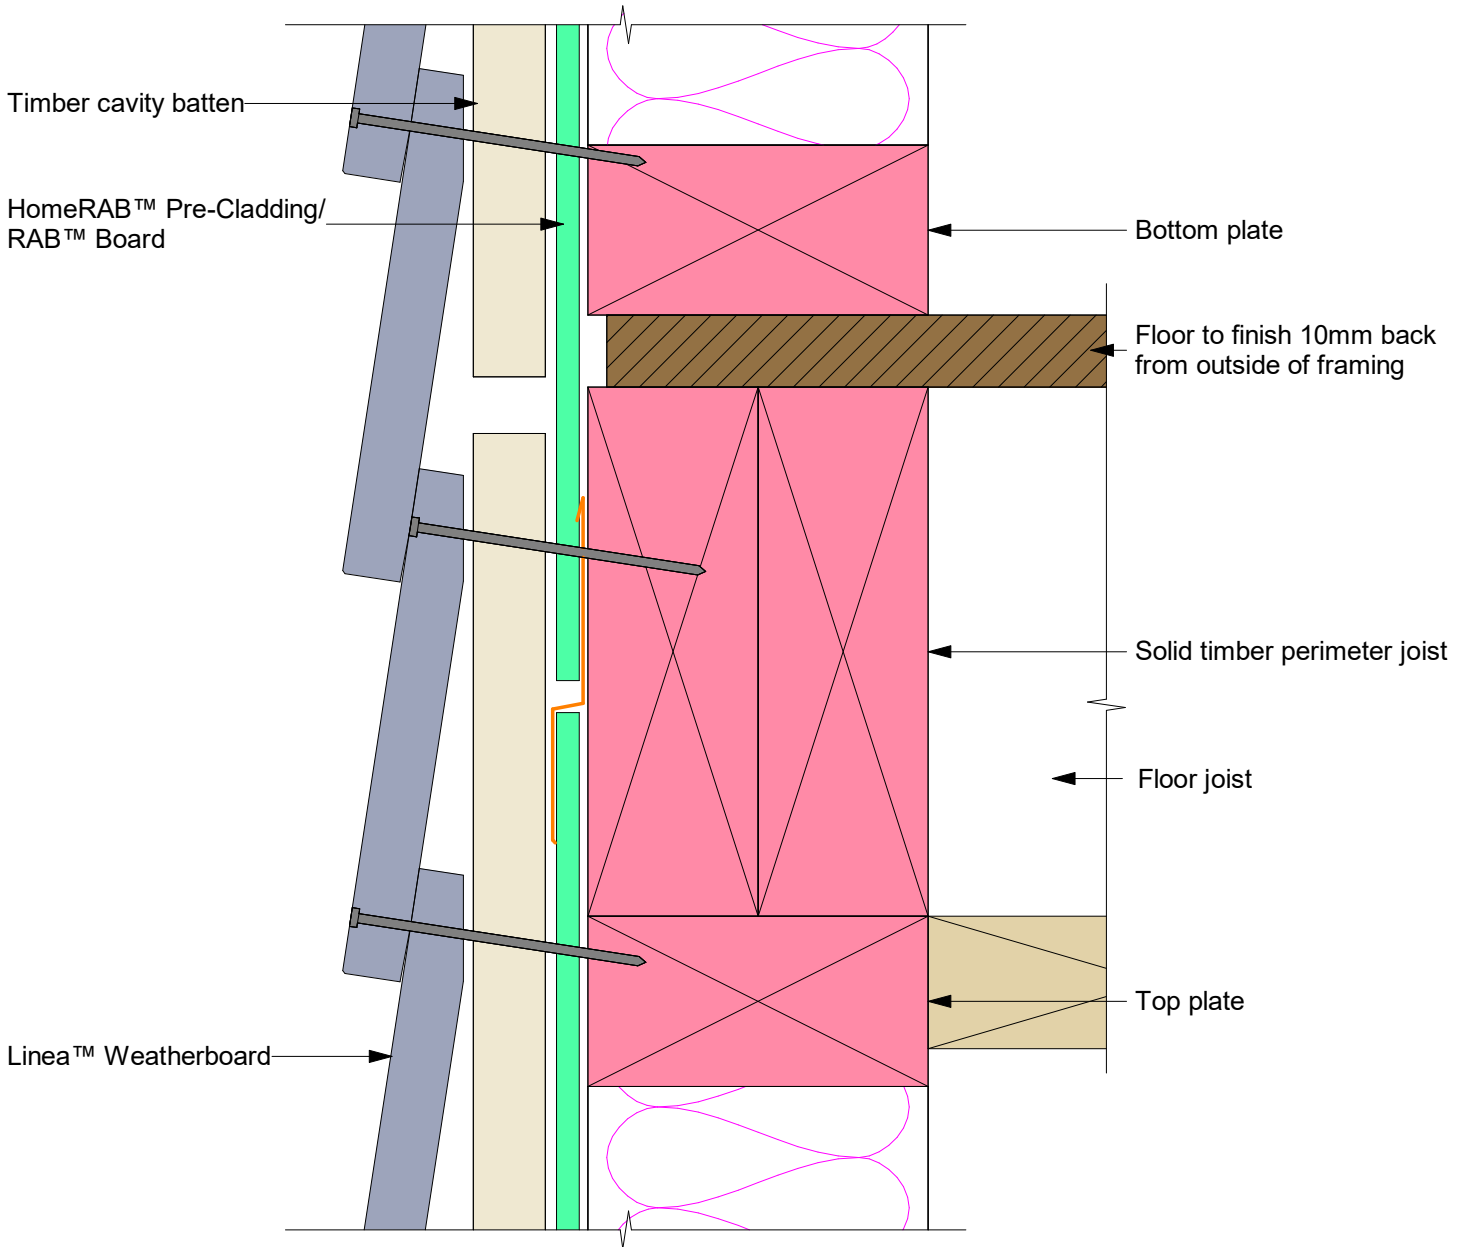 Timber cavity batten
HomeRAB™ Pre-Cladding/
RAB™ Board
Bottom plate
Floor to finish 10mm back
from outside of framing
Solid timber perimeter joist
Floor joist
Top plate
Linea™ Weatherboard